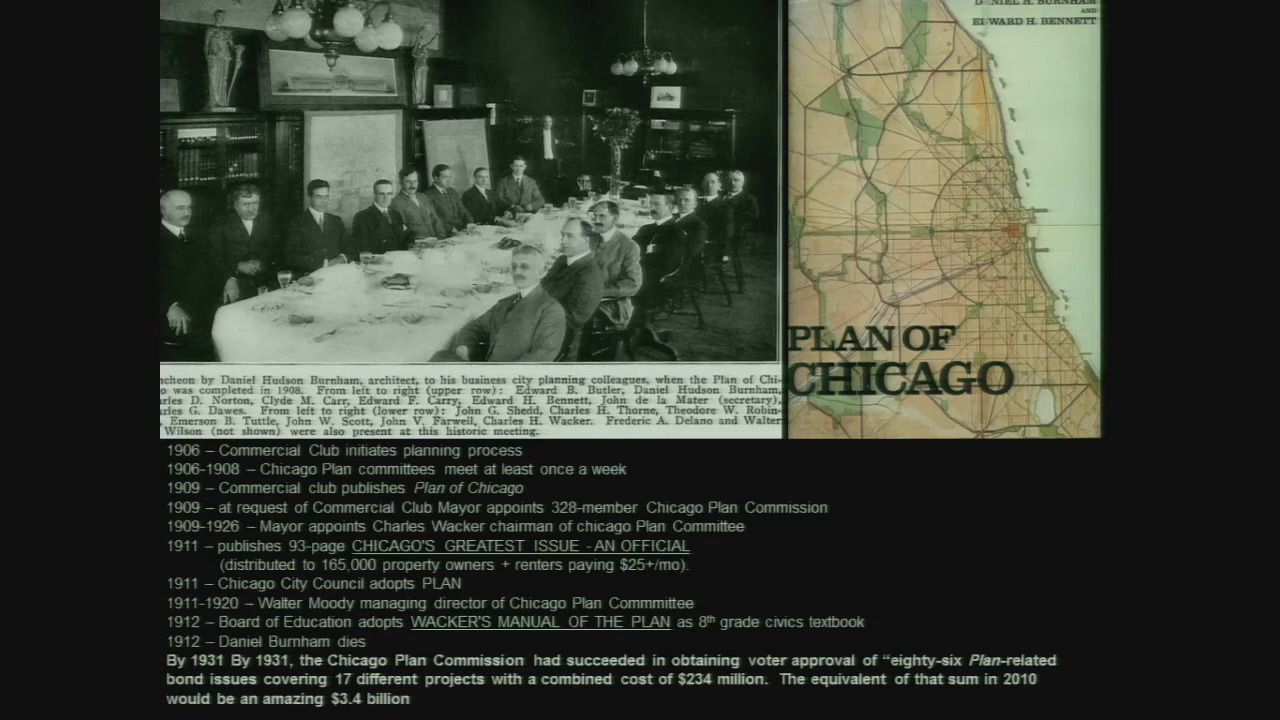 DANIEL H. BURNHAM
AND
EDWARD H. BENNETT
PLAN OF
CHICAGO
ncheon by Daniel Hudson Burnham, architect, to his business city planning colleagues, when the Plan of Chi-
o was completed in 1908. From left to right (upper row): Edward B. Butler, Daniel Hudson Burnham,
arles D. Norton, Clyde M. Carr, Edward F. Carry, Edward H. Bennett, John de la Mater (secretary),
arles G. Dawes. From left to right (lower row): John G. Shedd, Charles H. Thorne, Theodore W. Robin-
, Emerson B. Tuttle, John W. Scott, John V. Farwell, Charles H. Wacker. Frederic A. Delano and Walter
Wilson (not shown) were also present at this historic meeting.
1906 – Commercial Club initiates planning process
1906-1908 – Chicago Plan committees meet at least once a week
1909 – Commercial club publishes Plan of Chicago
1909 – at request of Commercial Club Mayor appoints 328-member Chicago Plan Commission
1909-1926 – Mayor appoints Charles Wacker chairman of chicago Plan Committee
1911 – publishes 93-page CHICAGO'S GREATEST ISSUE - AN OFFICIAL
(distributed to 165,000 property owners + renters paying $25+/mo).
1911 – Chicago City Council adopts PLAN
1911-1920 – Walter Moody managing director of Chicago Plan Commmittee
1912 – Board of Education adopts WACKER'S MANUAL OF THE PLAN as 8th grade civics textbook
1912 – Daniel Burnham dies
By 1931 By 1931, the Chicago Plan Commission had succeeded in obtaining voter approval of “eighty-six Plan-related
bond issues covering 17 different projects with a combined cost of $234 million. The equivalent of that sum in 2010
would be an amazing $3.4 billion